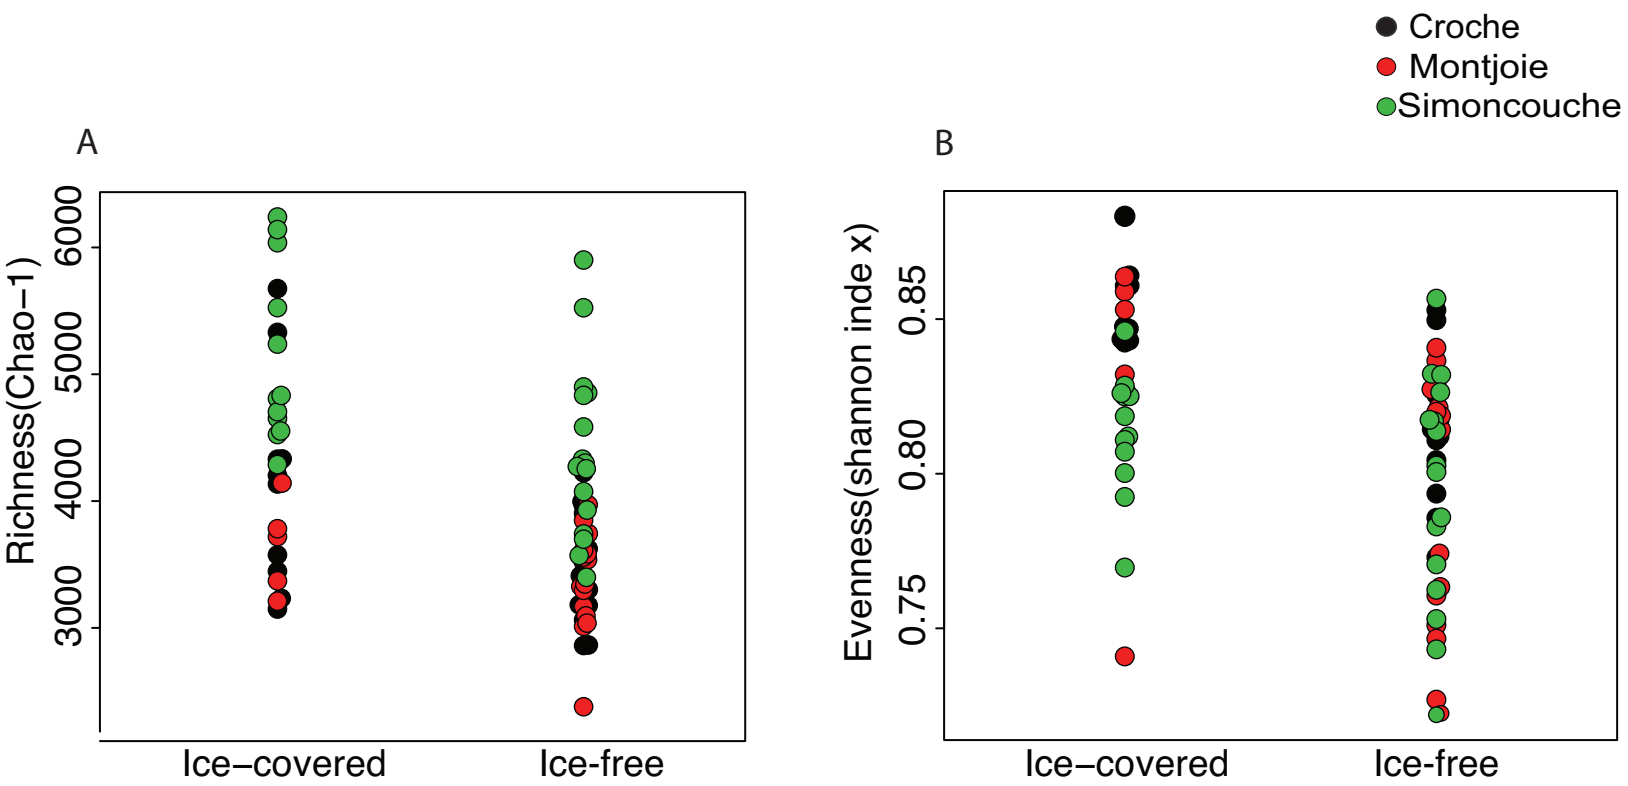 Croche
Montjoie
Simoncouche
A
B
Richness(Chao−1)
6000
5000
4000
3000
Ice−covered
Ice-free
Evenness(shannon inde x)
0.85
0.80
0.75
Ice−covered
Ice-free